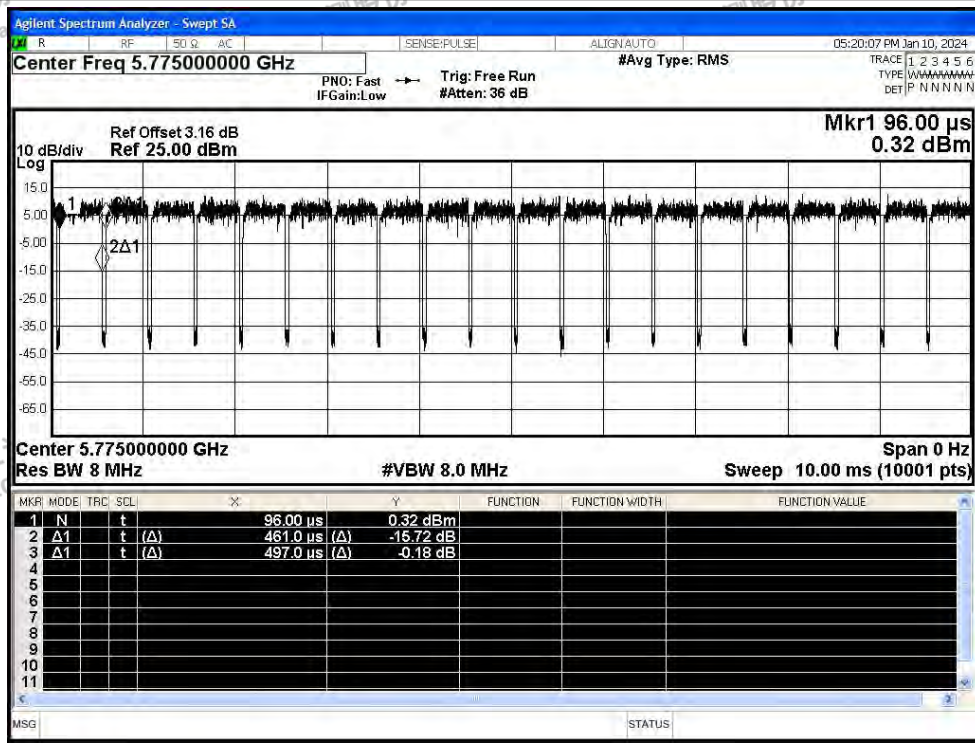 Agilent Spectrum Analyzer - Swept SA
R RF 50 Ω AC SENSE:PULSE ALIGN AUTO 05:20:07 PM Jan 10, 2024
Center Freq 5.775000000 GHz #Avg Type: RMS TRACE 1 2 3 4 5 6
PNO: Fast Trig: Free Run TYPE WWWWWW
IFGain:Low #Atten: 36 dB DET P N N N N N
Mkr1 96.00 µs
Ref Offset 3.16 dB 0.32 dBm
10 dB/div Ref 25.00 dBm
Log
15.0
5.00 1
-5.00 2Δ1
-15.0
-25.0
-35.0
-45.0
-55.0
-65.0
Center 5.775000000 GHz Span 0 Hz
Res BW 8 MHz #VBW 8.0 MHz Sweep 10.00 ms (10001 pts)
MKR MODE TRC SCL X Y FUNCTION FUNCTION WIDTH FUNCTION VALUE
1 N t 96.00 µs 0.32 dBm
2 Δ1 t (Δ) 461.0 µs (Δ) -15.72 dB
3 Δ1 t (Δ) 497.0 µs (Δ) -0.18 dB
4
5
6
7
8
9
10
11
MSG STATUS